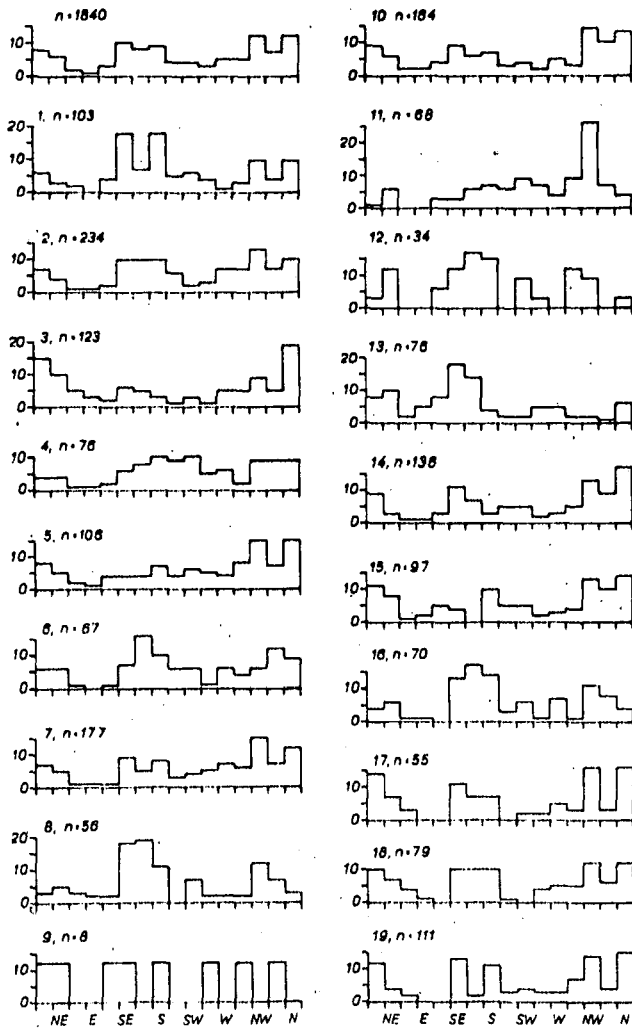 n=1840
10
0
1, n=103
20
10
0
2, n=234
10
0
3, n=123
20
10
0
4, n=76
10
0
5, n=106
10
0
6, n=67
10
0
7, n=177
10
0
8, n=56
20
10
0
9, n=8
10
0
NE E SE S SW W NW N
10 n=184
10
0
11, n=68
20
10
0
12, n=34
10
0
13, n=76
20
10
0
14, n=136
10
0
15, n=97
10
0
16, n=70
10
0
17, n=55
10
0
18, n=79
10
0
19, n=111
10
0
NE E SE S SW W NW N